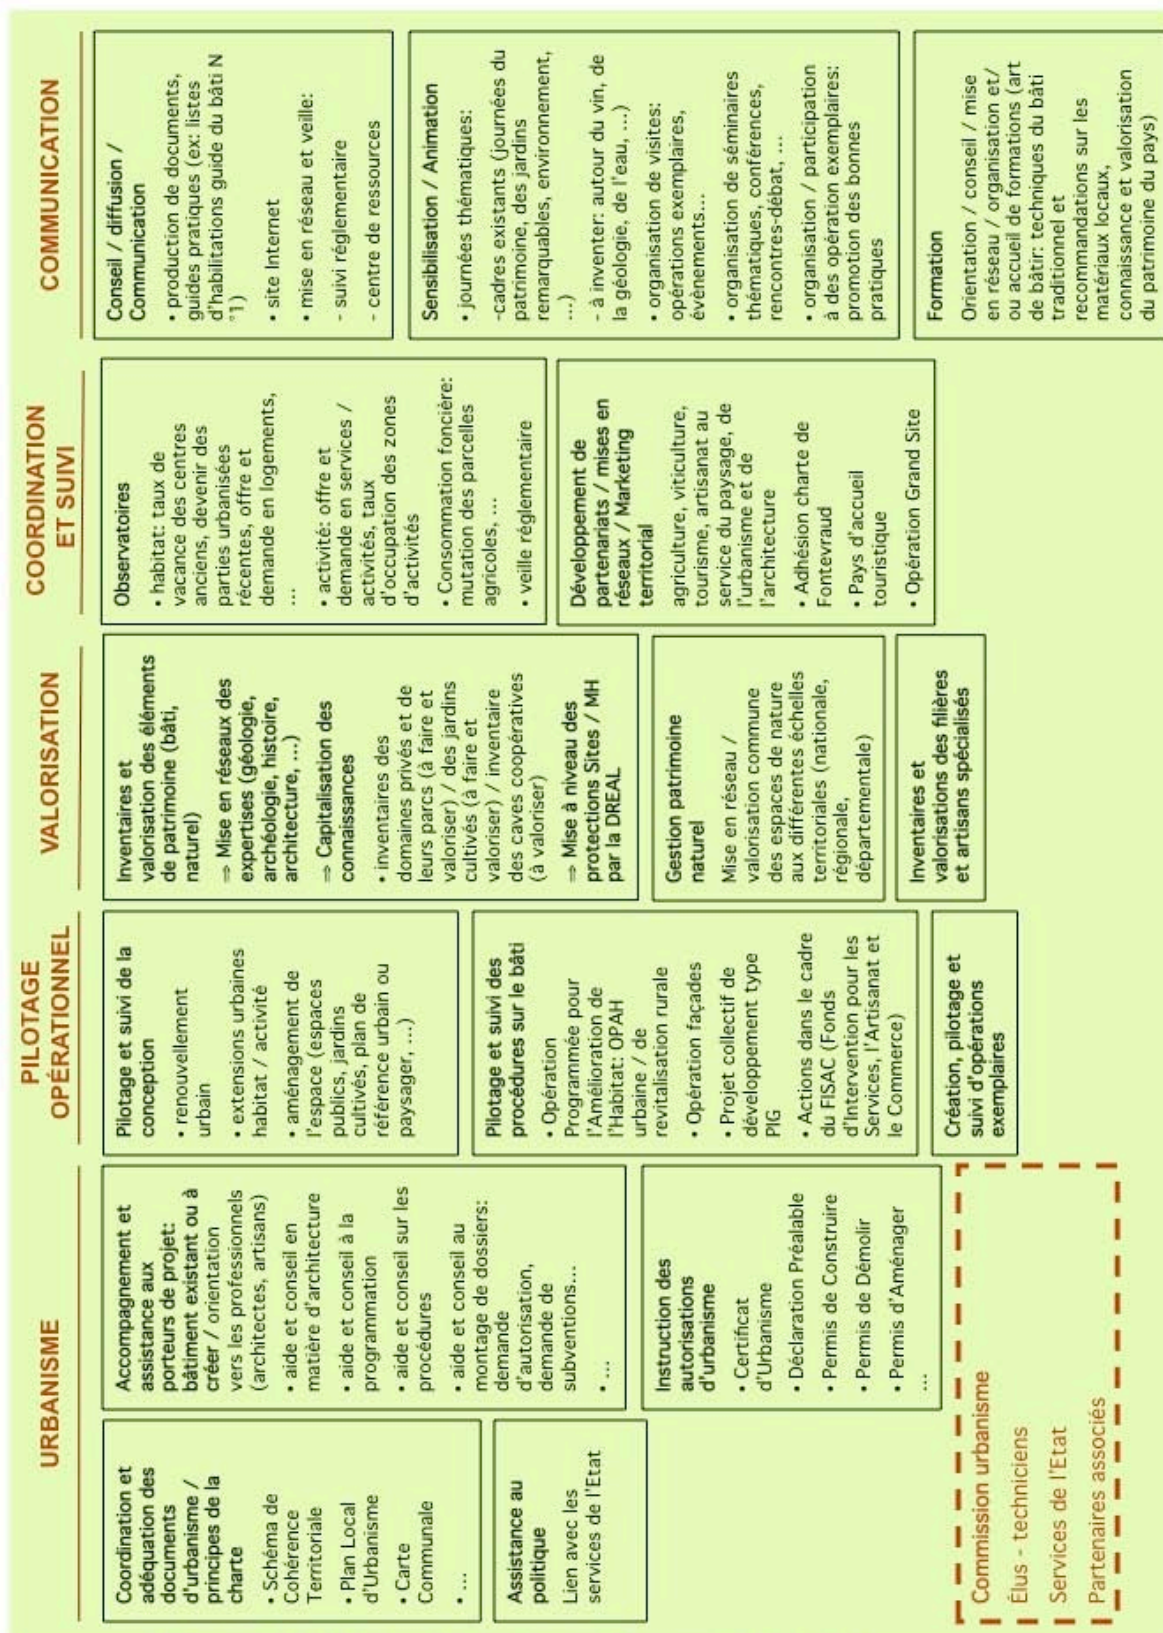 URBANISME
Coordination et
adéquation des
documents
d'urbanisme /
principes de la
charte
• Schéma de
Cohérence
Territoriale
• Plan Local
d'Urbanisme
• Carte
Communale
• ...
Assistance au
politique
Lien avec les
services de l'Etat
Accompagnement et
assistance aux
porteurs de projet:
bâtiment existant ou à
créer / orientation
vers les professionnels
(architectes, artisans)
• aide et conseil en
matière d'architecture
• aide et conseil à la
programmation
• aide et conseil sur les
procédures
• aide et conseil au
montage de dossiers:
demande
d'autorisation,
demande de
subventions...
• ...
Instruction des
autorisations
d'urbanisme
• Certificat
d'Urbanisme
• Déclaration Préalable
• Permis de Construire
• Permis de Démolir
• Permis d'Aménager
...
Commission urbanisme
Élus - techniciens
Services de l'Etat
Partenaires associés
PILOTAGE
OPÉRATIONNEL
Pilotage et suivi de la
conception
• renouvellement
urbain
• extensions urbaines
habitat / activité
• aménagement de
l'espace (espaces
publics, jardins
cultivés, plan de
référence urbain ou
paysager, ...)
Pilotage et suivi des
procédures sur le bâti
• Opération
Programmée pour
l'Amélioration de
l'Habitat: OPAH
urbaine / de
revitalisation rurale
• Opération façades
• Projet collectif de
développement type
PIG
• Actions dans le cadre
du FISAC (Fonds
d'Intervention pour les
Services, l'Artisanat et
le Commerce)
Création, pilotage et
suivi d'opérations
exemplaires
VALORISATION
Inventaires et
valorisation des éléments
de patrimoine (bâti,
naturel)
⇒ Mise en réseaux des
expertises (géologie,
archéologie, histoire,
architecture, ...)
⇒ Capitalisation des
connaissances
• inventaires des
domaines privés et de
leurs parcs (à faire et
valoriser) / des jardins
cultivés (à faire et
valoriser) / inventaire
des caves coopératives
(à valoriser)
⇒ Mise à niveau des
protections Sites / MH
par la DREAL
Gestion patrimoine
naturel
Mise en réseau /
valorisation commune
des espaces de nature
aux différentes échelles
territoriales (nationale,
régionale,
départementale)
Inventaires et
valorisations des filières
et artisans spécialisés
COORDINATION
ET SUIVI
Observatoires
• habitat: taux de
vacance des centres
anciens, devenir des
parties urbanisées
récentes, offre et
demande en logements,
...
• activité: offre et
demande en services /
activités, taux
d'occupation des zones
d'activités
• Consommation foncière:
mutation des parcelles
agricoles, ...
• veille réglementaire
Développement de
partenariats / mises en
réseaux / Marketing
territorial
agriculture, viticulture,
tourisme, artisanat au
service du paysage, de
l'urbanisme et de
l'architecture
• Adhésion charte de
Fontevraud
• Pays d'accueil
touristique
• Opération Grand Site
COMMUNICATION
Conseil / diffusion /
Communication
• production de documents,
guides pratiques (ex: listes
d'habilitations guide du bâti N
°1)
• site Internet
• mise en réseau et veille:
- suivi réglementaire
- centre de ressources
Sensibilisation / Animation
• journées thématiques:
-cadres existants (journées du
patrimoine, des jardins
remarquables, environnement,
...)
- à inventer: autour du vin, de
la géologie, de l'eau, ...)
• organisation de visites:
opérations exemplaires,
évènements...
• organisation de séminaires
thématiques, conférences,
rencontres-débat, ...
• organisation / participation
à des opération exemplaires:
promotion des bonnes
pratiques
Formation
Orientation / conseil / mise
en réseau / organisation et/
ou accueil de formations (art
de bâtir: techniques du bâti
traditionnel et
recommandations sur les
matériaux locaux,
connaissance et valorisation
du patrimoine du pays)